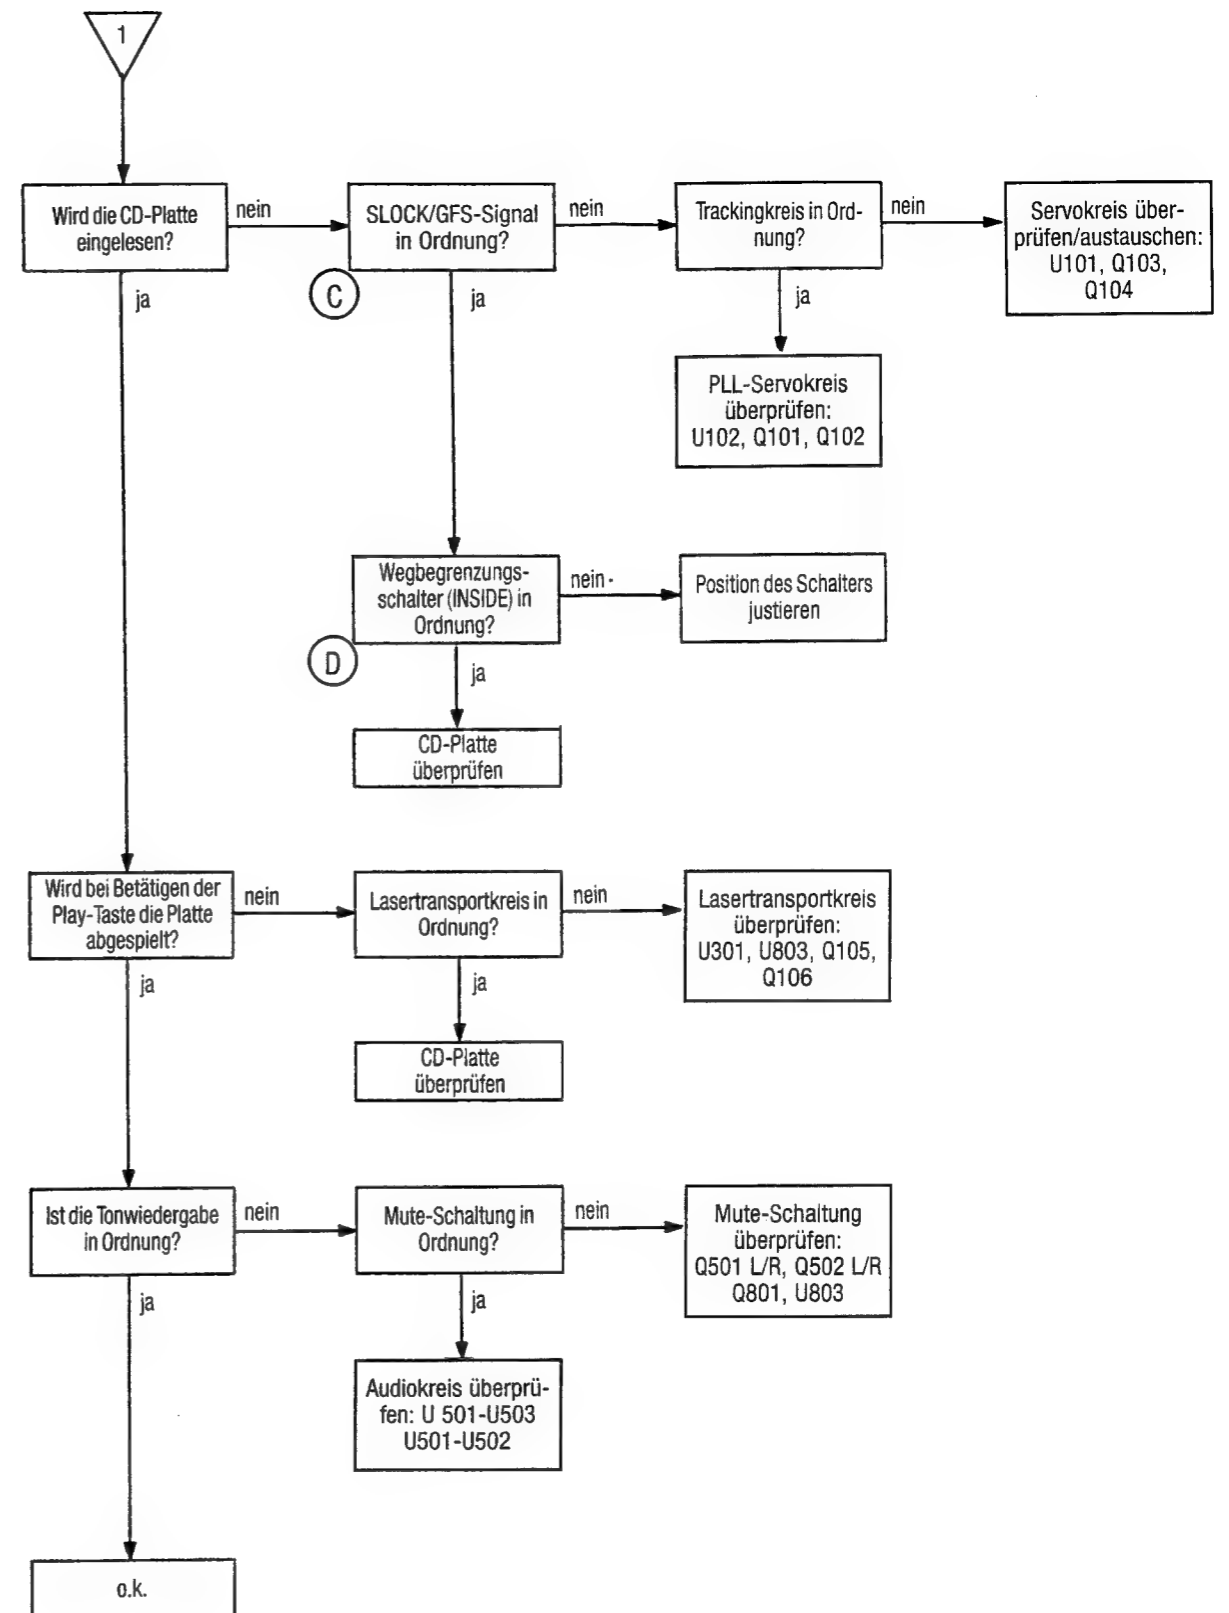 1
Wird die CD-Platte
eingelesen?
nein
SLOCK/GFS-Signal
in Ordnung?
nein
Trackingkreis in Ord-
nung?
nein
Servokreis über-
prüfen/austauschen:
U101, Q103,
Q104
ja
C
ja
ja
PLL-Servokreis
überprüfen:
U102, Q101, Q102
Wegbegrenzungs-
schalter (INSIDE) in
Ordnung?
nein
Position des Schalters
justieren
D
ja
CD-Platte
überprüfen
Wird bei Betätigen der
Play-Taste die Platte
abgespielt?
nein
Lasertransportkreis in
Ordnung?
nein
Lasertransportkreis
überprüfen:
U301, U803, Q105,
Q106
ja
ja
CD-Platte
überprüfen
Ist die Tonwiedergabe
in Ordnung?
nein
Mute-Schaltung in
Ordnung?
nein
Mute-Schaltung
überprüfen:
Q501 L/R, Q502 L/R
Q801, U803
ja
ja
Audiokreis überprü-
fen: U 501-U503
U501-U502
o.k.